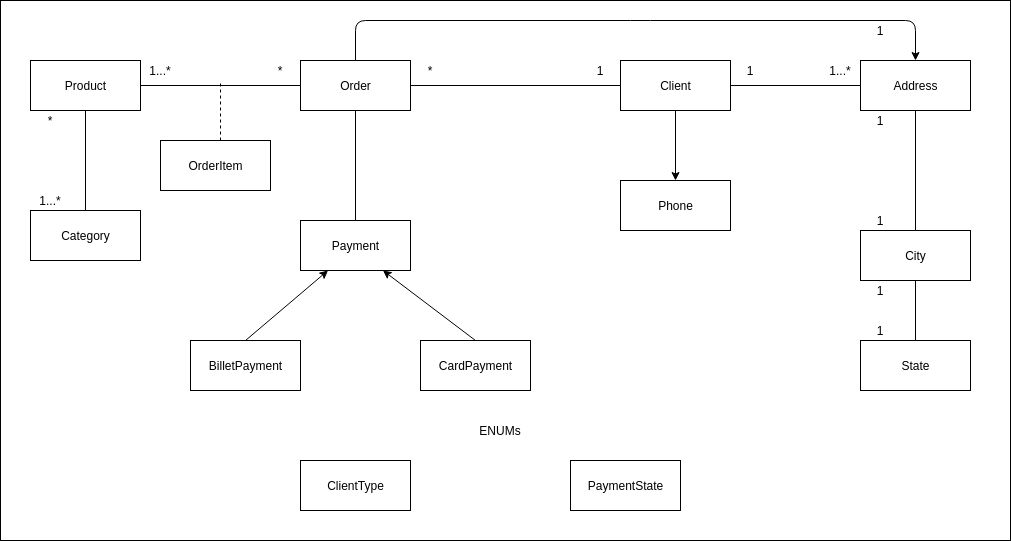 1
1...*
*
*
1
1
1...*
Product
Order
Client
Address
*
1
OrderItem
1...*
Phone
Category
1
Payment
City
1
1
BilletPayment
CardPayment
State
ENUMs
ClientType
PaymentState